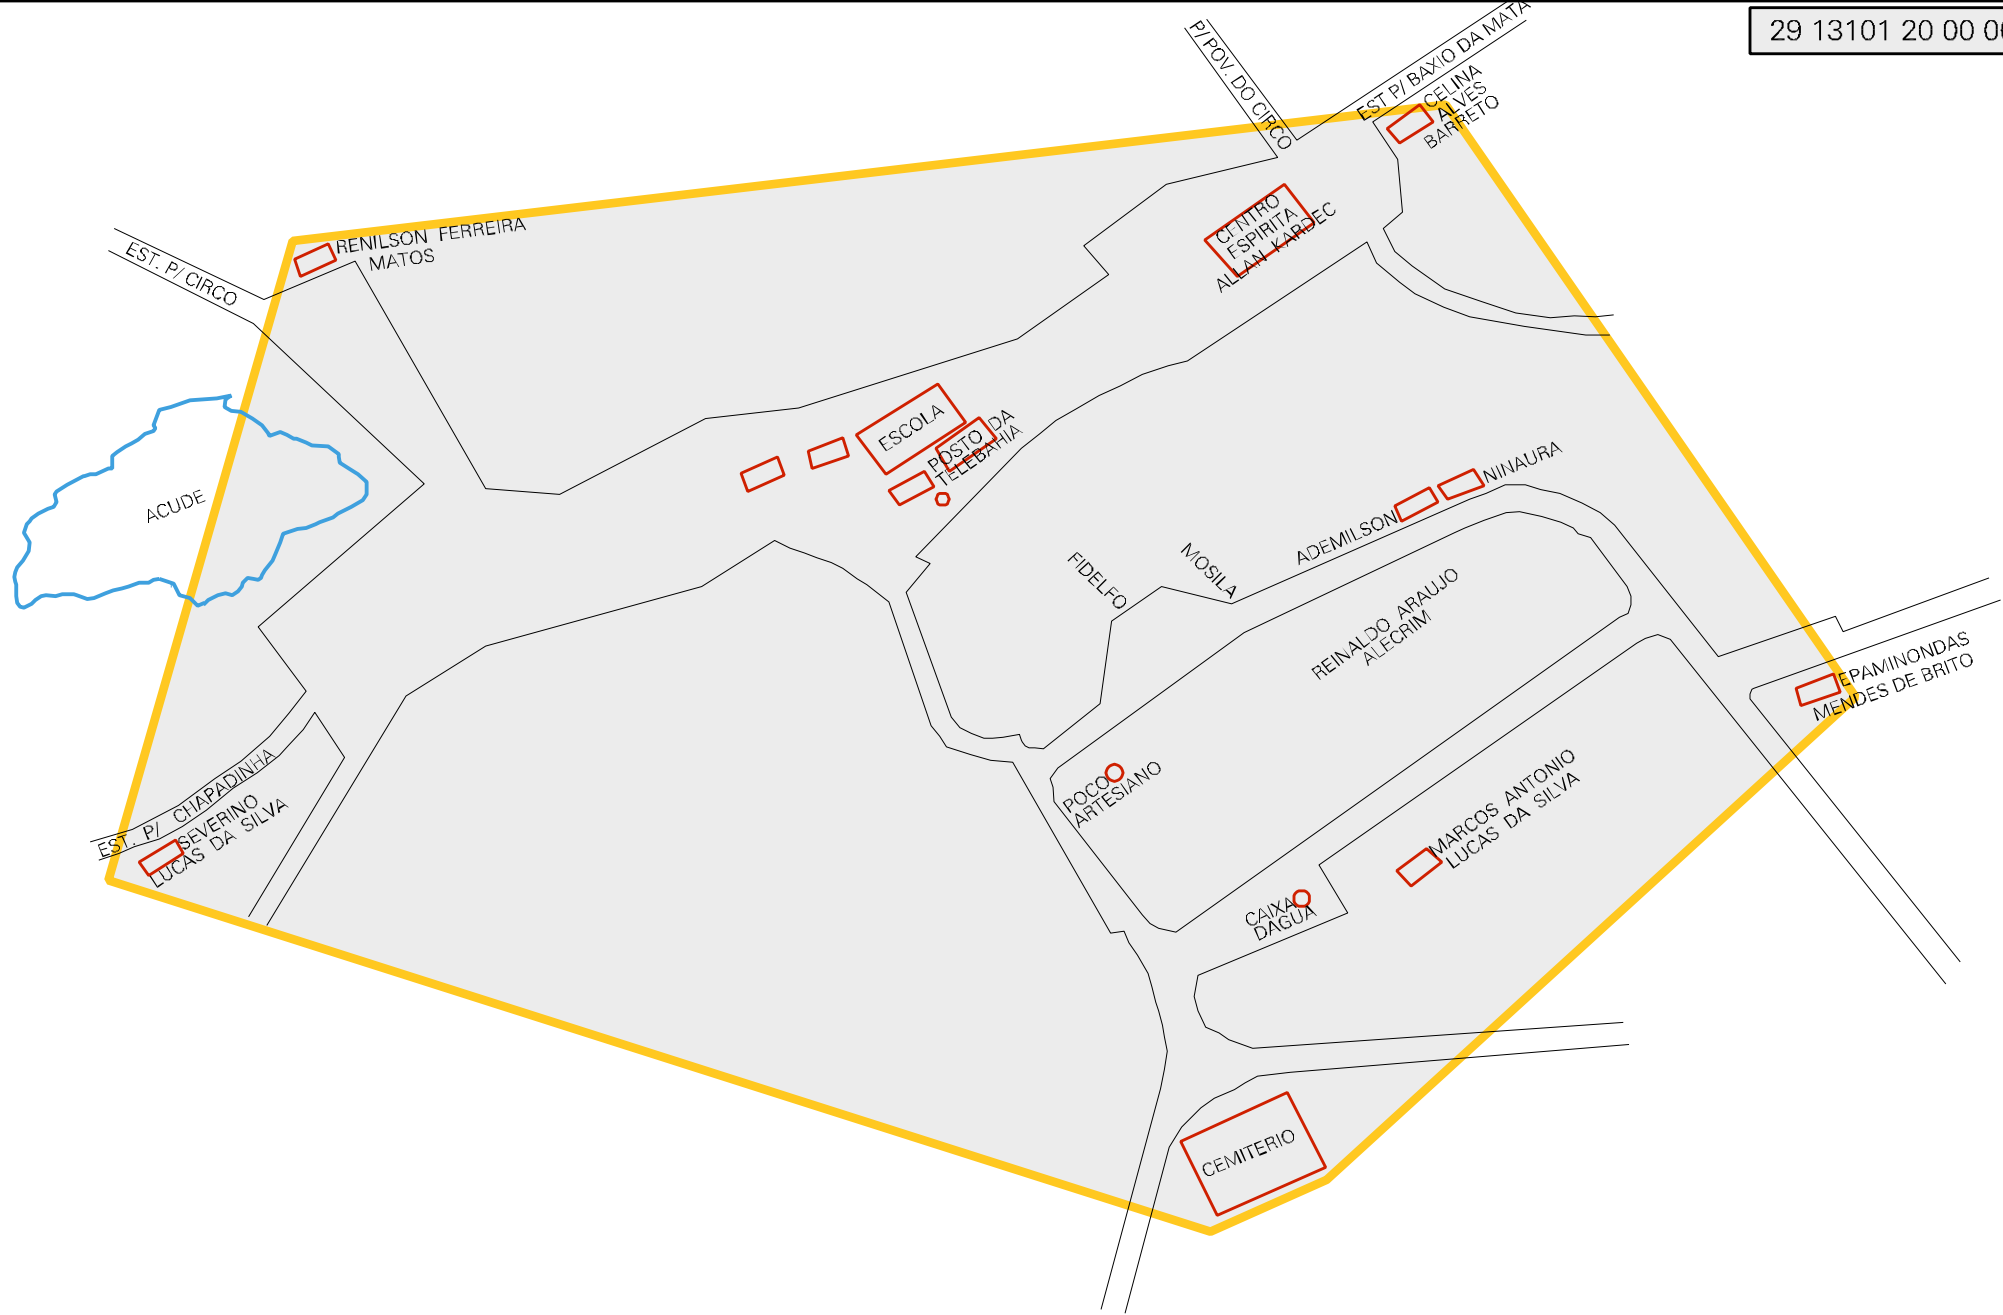 29 13101 20 00 0
P/ POV. DO CIRCO
EST P/ BAXIO DA MATA
CELINA
ALVES
BARRETO
CENTRO
ESPIRITA
ALLAN KARDEC
RENILSON FERREIRA
MATOS
EST. P/ CIRCO
ACUDE
ESCOLA
POSTO DA
TELEBAHIA
NINAURA
ADEMILSON
MOSILA
FIDELFO
REINALDO ARAUJO
ALECRIM
EPAMINONDAS
MENDES DE BRITO
EST. P/ CHAPADINHA
SEVERINO
LUCAS DA SILVA
POCO
ARTESIANO
MARCOS ANTONIO
LUCAS DA SILVA
CAIXA
DAGUA
CEMITERIO